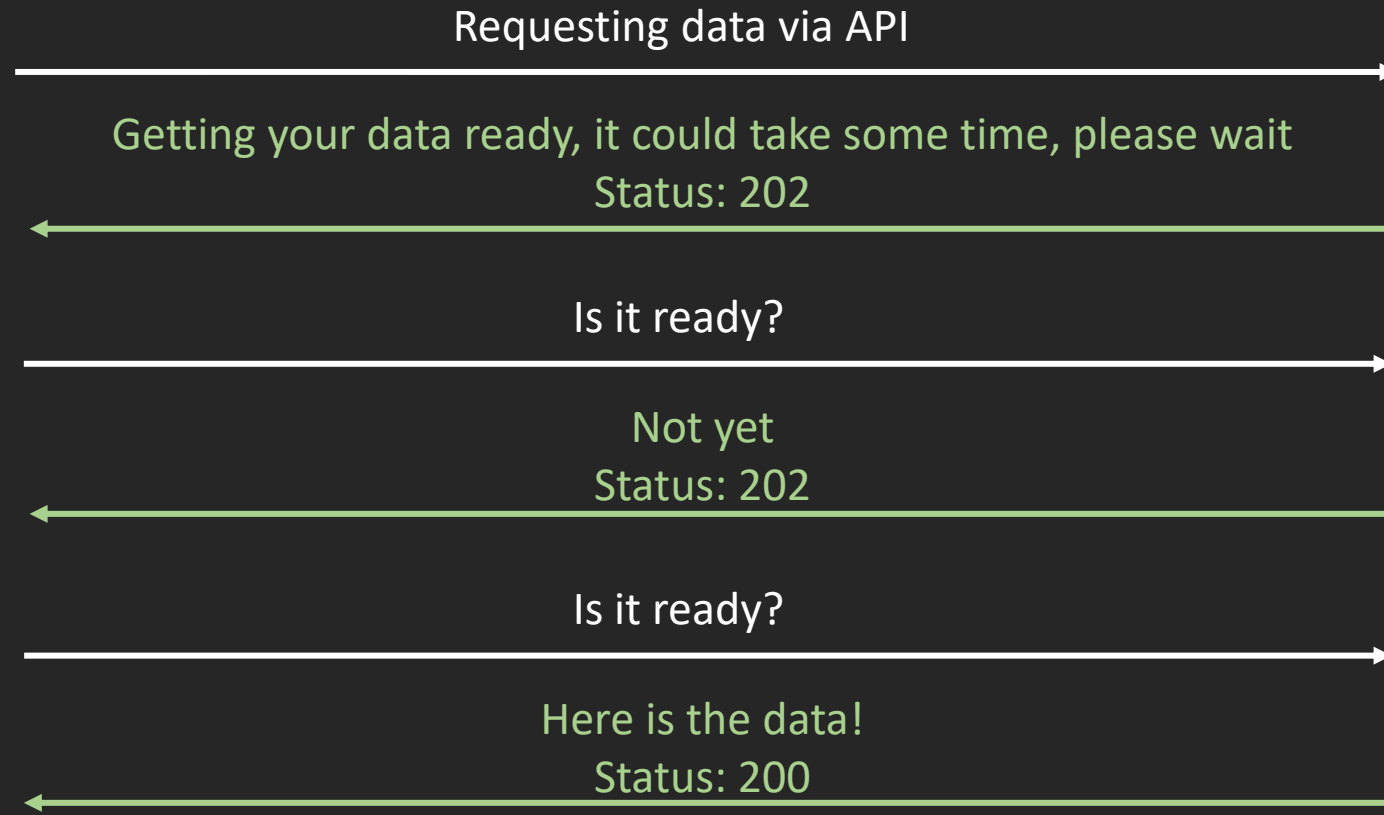 Requesting data via API
Getting your data ready, it could take some time, please wait
Status: 202
Is it ready?
Not yet
Status: 202
Is it ready?
Here is the data!
Status: 200